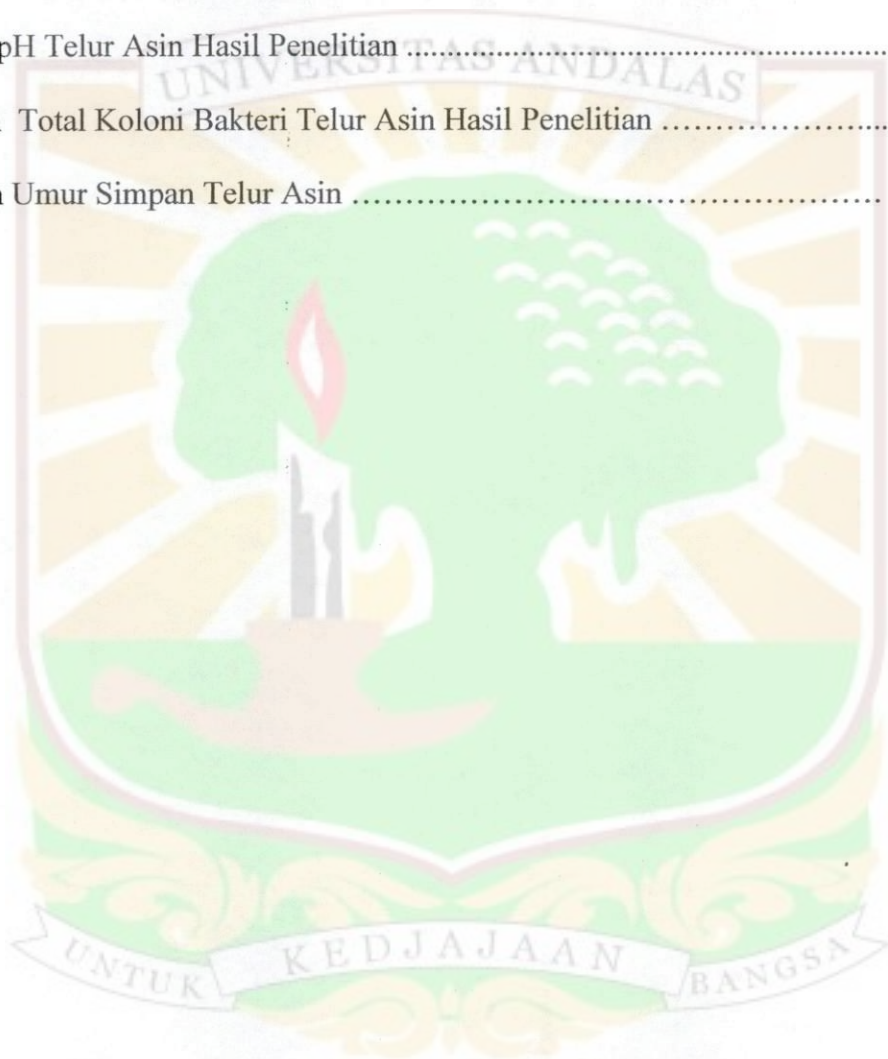 pH Telur Asin Hasil Penelitian ................................................................
UNIVERSITAS ANDALAS
Total Koloni Bakteri Telur Asin Hasil Penelitian ........................
Umur Simpan Telur Asin ........................................................
UNTUK KEDJAJAAN BANGSA